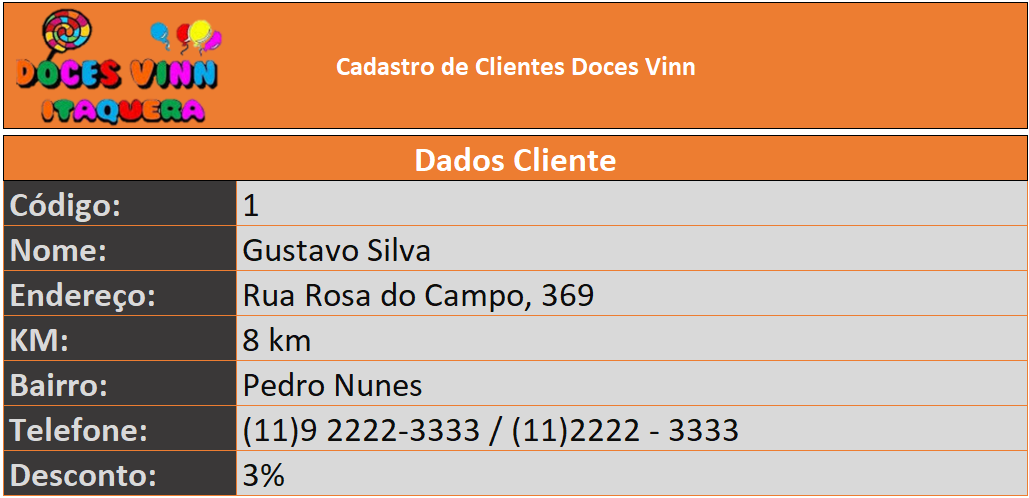 DOCES VINN
ITAQUERA
Cadastro de Clientes Doces Vinn
Dados Cliente
Código: 1
Nome: Gustavo Silva
Endereço: Rua Rosa do Campo, 369
KM: 8 km
Bairro: Pedro Nunes
Telefone: (11)9 2222-3333 / (11)2222 - 3333
Desconto: 3%